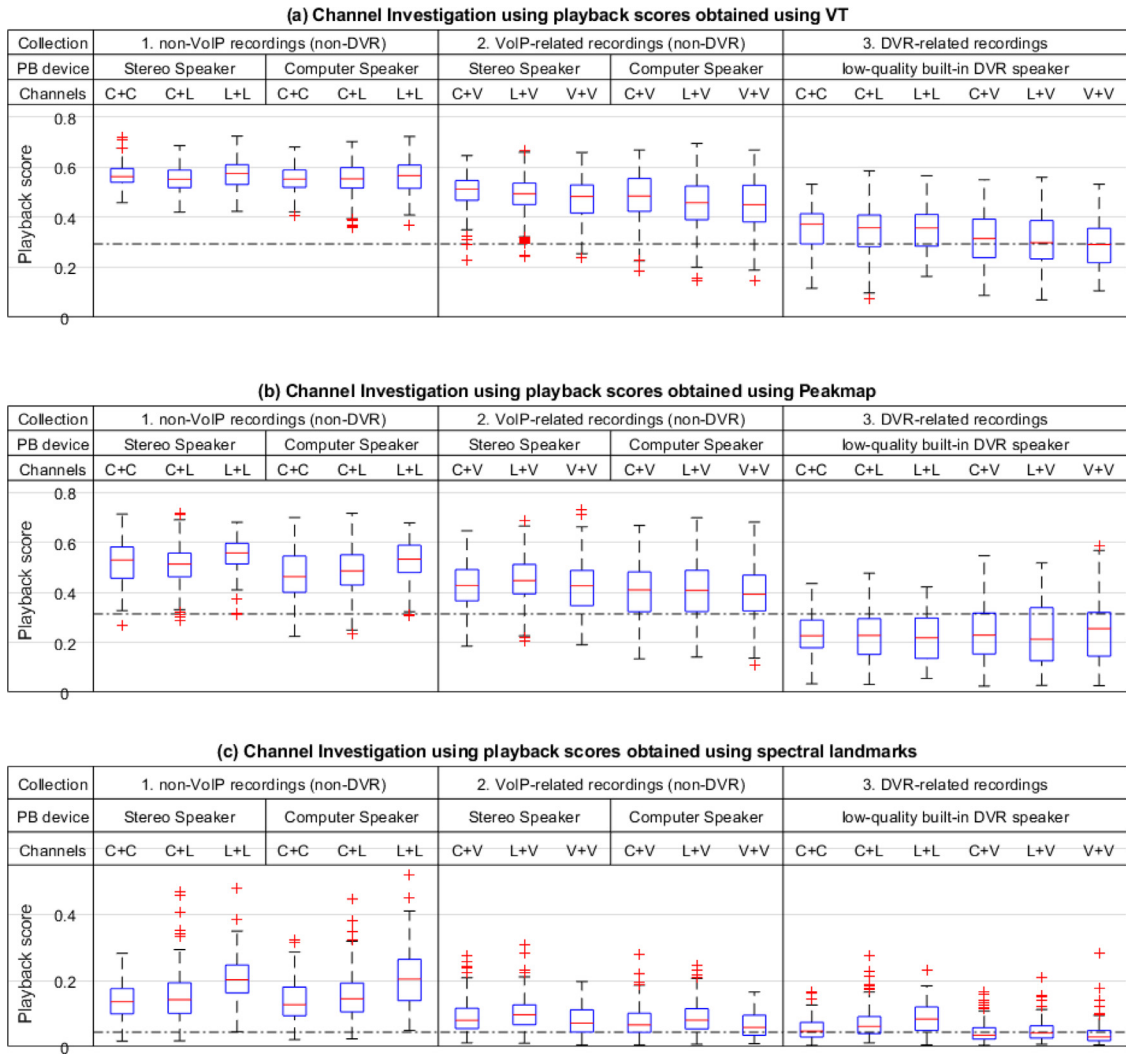 (a) Channel Investigation using playback scores obtained using VT
Collection 1. non-VoIP recordings (non-DVR) 2. VoIP-related recordings (non-DVR) 3. DVR-related recordings
PB device Stereo Speaker Computer Speaker Stereo Speaker Computer Speaker low-quality built-in DVR speaker
Channels C+C C+L L+L C+C C+L L+L C+V L+V V+V C+V L+V V+V C+C C+L L+L C+V L+V V+V
0.8
0.6
0.4
0.2
0
Playback score
(b) Channel Investigation using playback scores obtained using Peakmap
Collection 1. non-VoIP recordings (non-DVR) 2. VoIP-related recordings (non-DVR) 3. DVR-related recordings
PB device Stereo Speaker Computer Speaker Stereo Speaker Computer Speaker low-quality built-in DVR speaker
Channels C+C C+L L+L C+C C+L L+L C+V L+V V+V C+V L+V V+V C+C C+L L+L C+V L+V V+V
0.8
0.6
0.4
0.2
0
Playback score
(c) Channel Investigation using playback scores obtained using spectral landmarks
Collection 1. non-VoIP recordings (non-DVR) 2. VoIP-related recordings (non-DVR) 3. DVR-related recordings
PB device Stereo Speaker Computer Speaker Stereo Speaker Computer Speaker low-quality built-in DVR speaker
Channels C+C C+L L+L C+C C+L L+L C+V L+V V+V C+V L+V V+V C+C C+L L+L C+V L+V V+V
0.4
0.2
0
Playback score